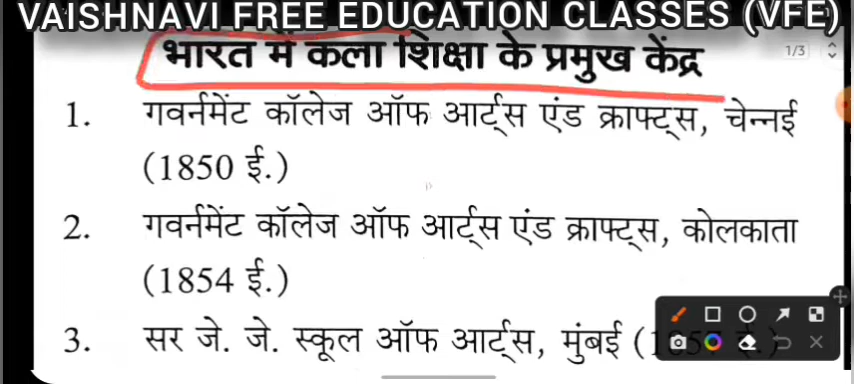 VAISHNAVI FREE EDUCATION CLASSES (VFE)
भारत में कला शिक्षा के प्रमुख केंद्र
1/3
1. गवर्नमेंट कॉलेज ऑफ आर्ट्स एंड क्राफ्ट्स, चेन्नई
(1850 ई.)
2. गवर्नमेंट कॉलेज ऑफ आर्ट्स एंड क्राफ्ट्स, कोलकाता
(1854 ई.)
3. सर जे. जे. स्कूल ऑफ आर्ट्स, मुंबई (1857 ई.)